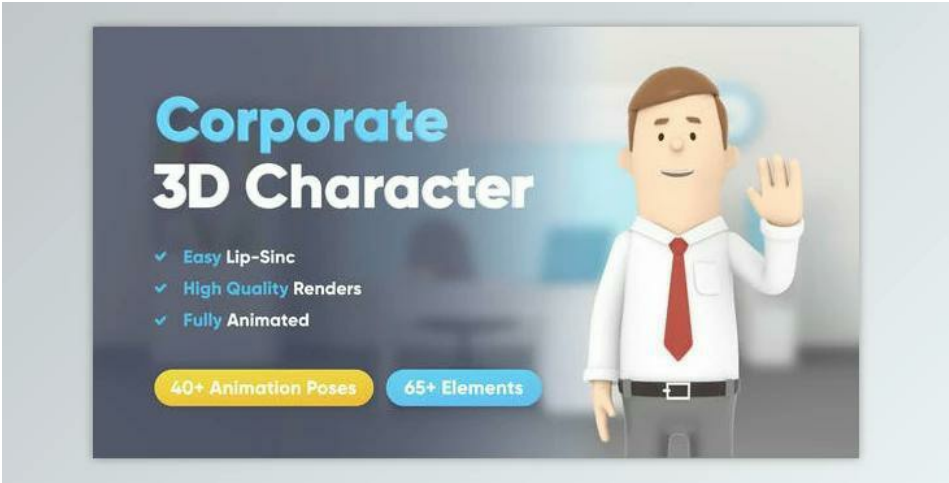 Corporate
3D Character
Easy Lip-Sinc
High Quality Renders
Fully Animated
40+ Animation Poses
65+ Elements